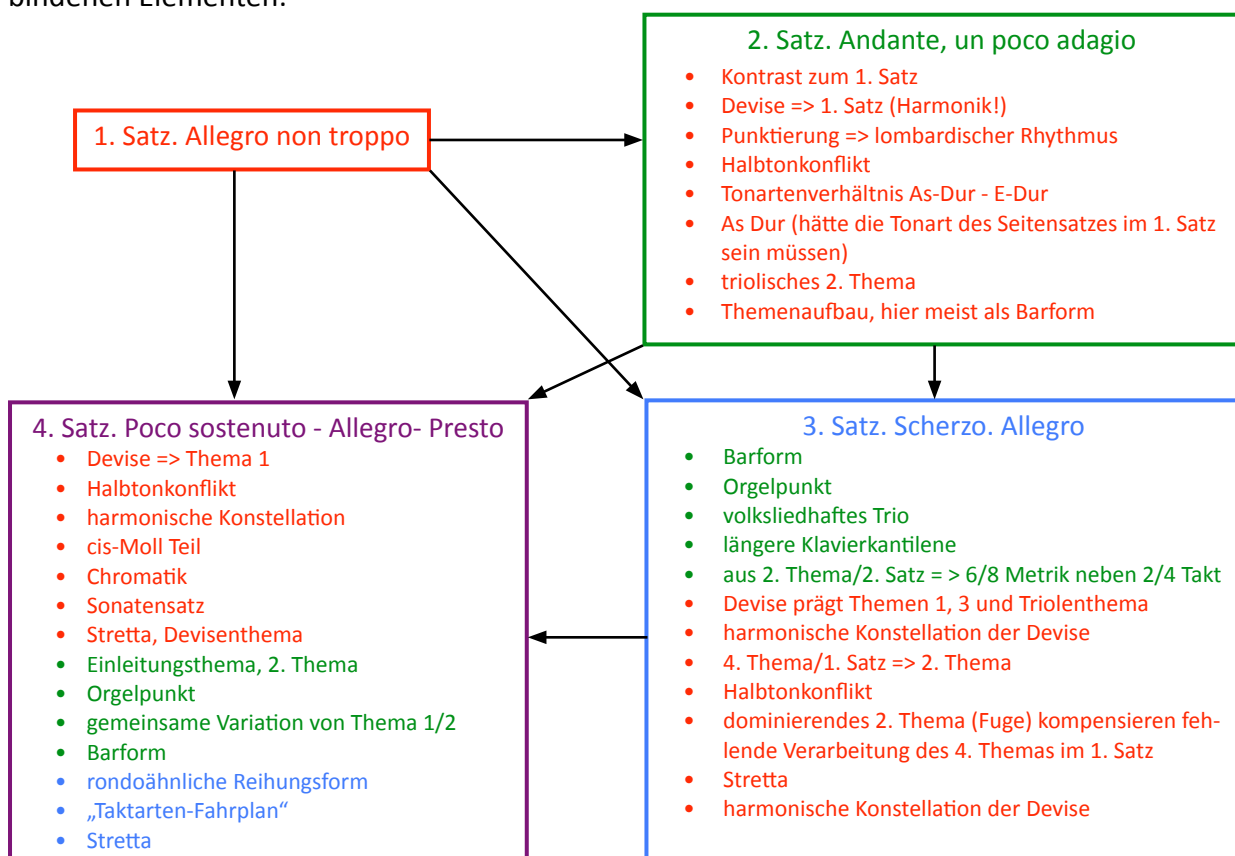 bindenen Elementen:
1. Satz. Allegro non troppo
2. Satz. Andante, un poco adagio
• Kontrast zum 1. Satz
• Devise => 1. Satz (Harmonik!)
• Punktierung => lombardischer Rhythmus
• Halbtonkonflikt
• Tonartenverhältnis As-Dur - E-Dur
• As Dur (hätte die Tonart des Seitensatzes im 1. Satz
sein müssen)
• triolisches 2. Thema
• Themenaufbau, hier meist als Barform
4. Satz. Poco sostenuto - Allegro- Presto
• Devise => Thema 1
• Halbtonkonflikt
• harmonische Konstellation
• cis-Moll Teil
• Chromatik
• Sonatensatz
• Stretta, Devisenthema
• Einleitungsthema, 2. Thema
• Orgelpunkt
• gemeinsame Variation von Thema 1/2
• Barform
• rondoähnliche Reihungsform
• „Taktarten-Fahrplan“
• Stretta
3. Satz. Scherzo. Allegro
• Barform
• Orgelpunkt
• volksliedhaftes Trio
• längere Klavierkantilene
• aus 2. Thema/2. Satz = > 6/8 Metrik neben 2/4 Takt
• Devise prägt Themen 1, 3 und Triolenthema
• harmonische Konstellation der Devise
• 4. Thema/1. Satz => 2. Thema
• Halbtonkonflikt
• dominierendes 2. Thema (Fuge) kompensieren feh-
lende Verarbeitung des 4. Themas im 1. Satz
• Stretta
• harmonische Konstellation der Devise